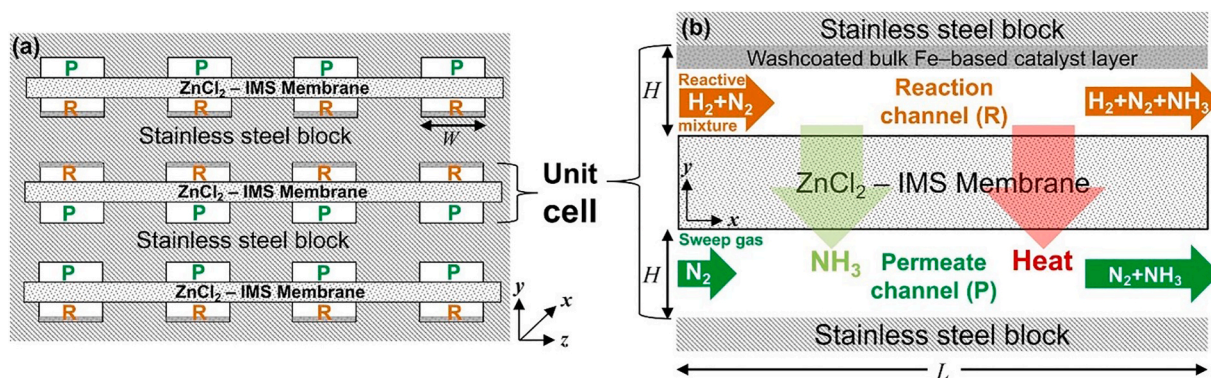 (a)
P P P P
ZnCl2 – IMS Membrane
R R R R
Stainless steel block
W
R R R R
ZnCl2 – IMS Membrane
P P P P
Stainless steel block
P P P P
ZnCl2 – IMS Membrane
R R R R
y
x
z
Unit
cell
(b)
Stainless steel block
Washcoated bulk Fe–based catalyst layer
H
Reactive
H2+N2
mixture
Reaction
channel (R)
H2+N2+NH3
y
x
ZnCl2 – IMS Membrane
H
Sweep gas
N2
NH3
Permeate
channel (P)
Heat
N2+NH3
Stainless steel block
L